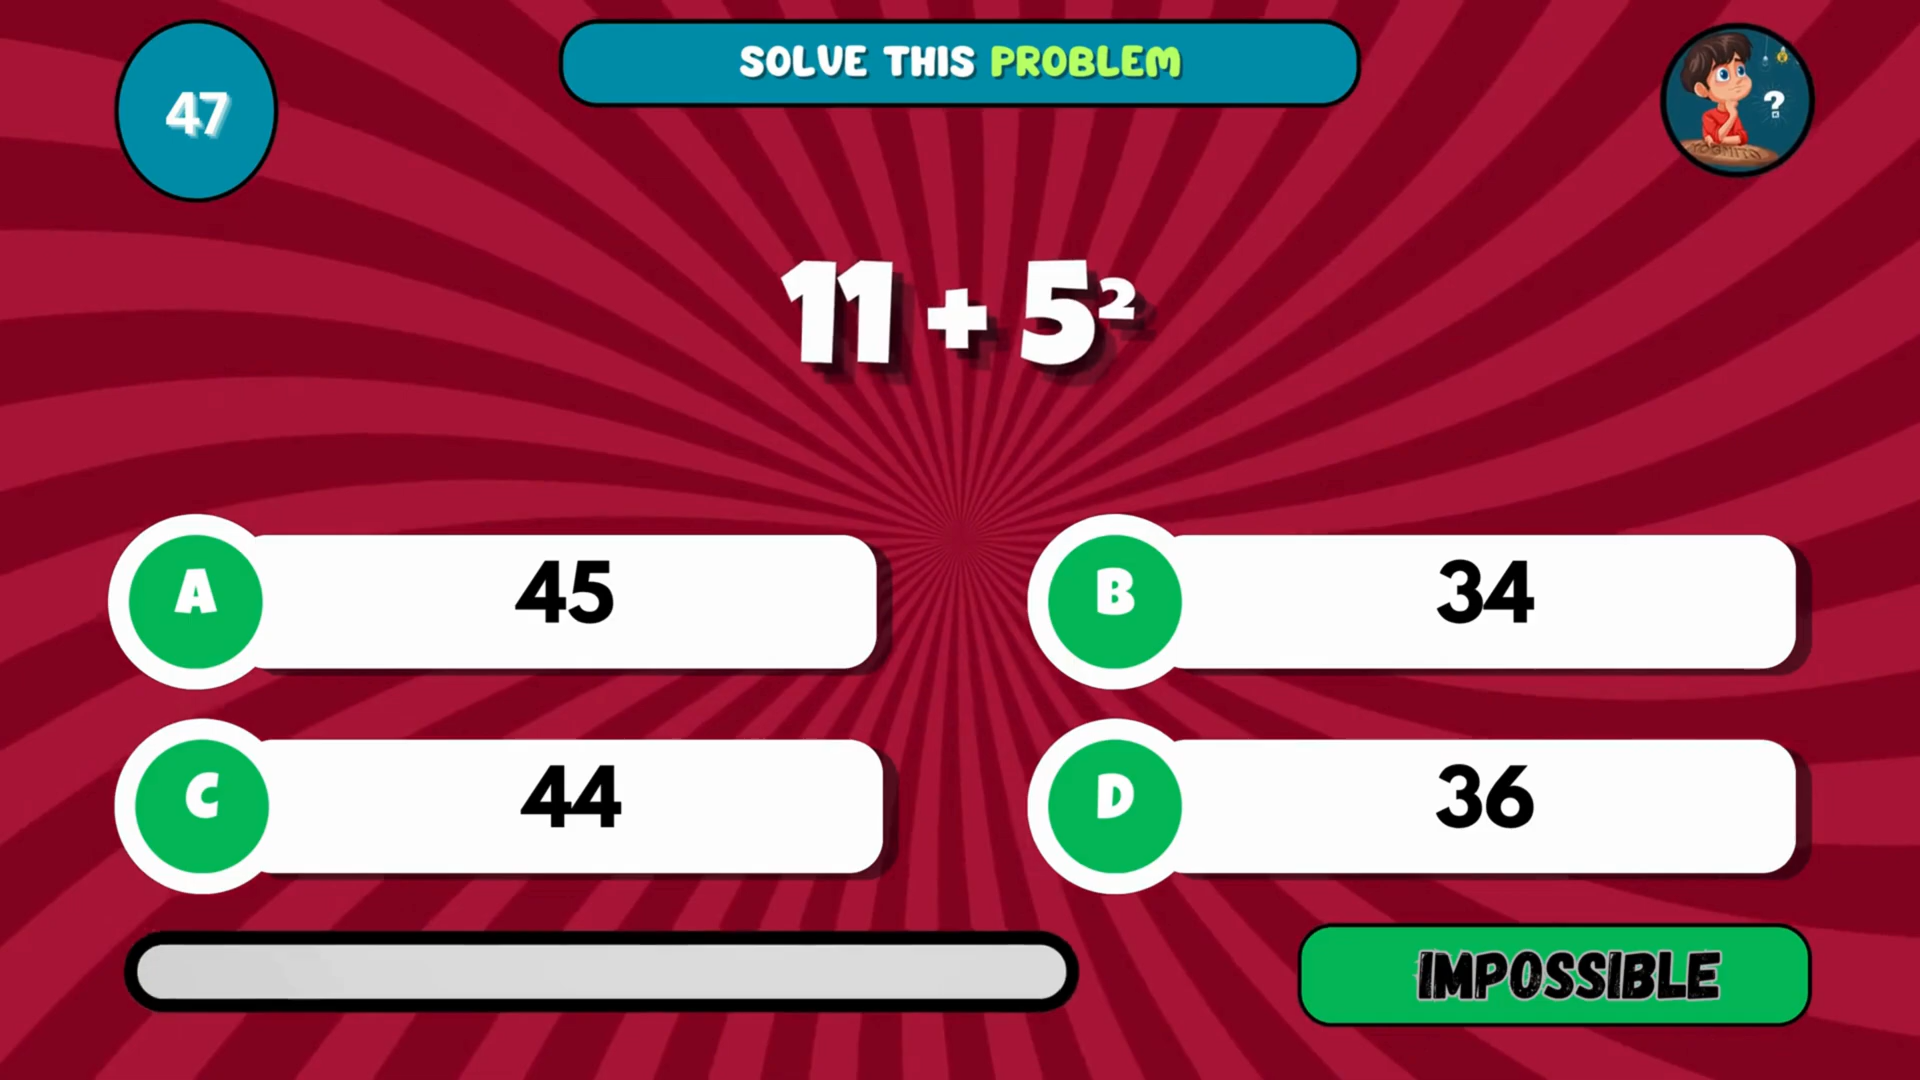 47
SOLVE THIS PROBLEM
?
11 + 5²
A 45
B 34
C 44
D 36
IMPOSSIBLE